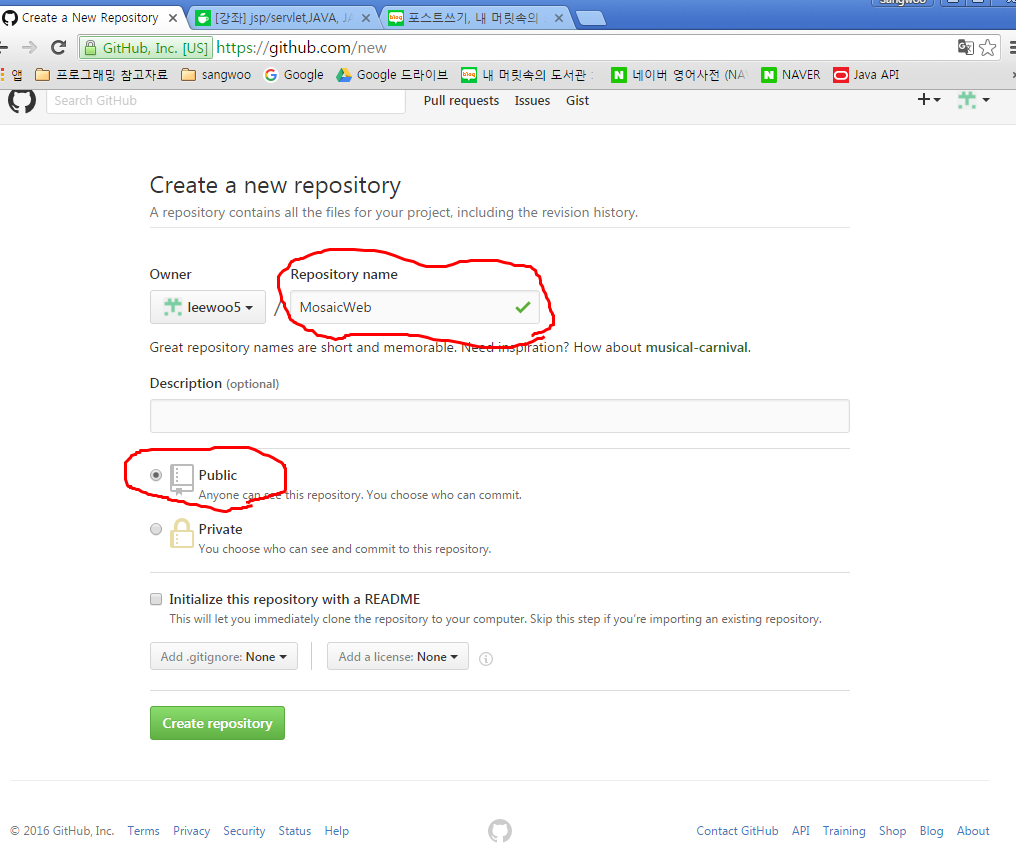 Sangwoo
Create a New Repository
[강좌] jsp/servlet,JAVA, JA
포스트쓰기, 내 머릿속의
GitHub, Inc. [US] https://github.com/new
앱 프로그래밍 참고자료 sangwoo Google Google 드라이브 blog 내 머릿속의 도서관 : 네이버 영어사전 (NA NAVER Java API
Search GitHub Pull requests Issues Gist
Create a new repository
A repository contains all the files for your project, including the revision history.
Owner Repository name
leewoo5 / MosaicWeb
Great repository names are short and memorable. Need inspiration? How about musical-carnival.
Description (optional)
Public
Anyone can see this repository. You choose who can commit.
Private
You choose who can see and commit to this repository.
Initialize this repository with a README
This will let you immediately clone the repository to your computer. Skip this step if you're importing an existing repository.
Add .gitignore: None Add a license: None
Create repository
© 2016 GitHub, Inc. Terms Privacy Security Status Help Contact GitHub API Training Shop Blog About